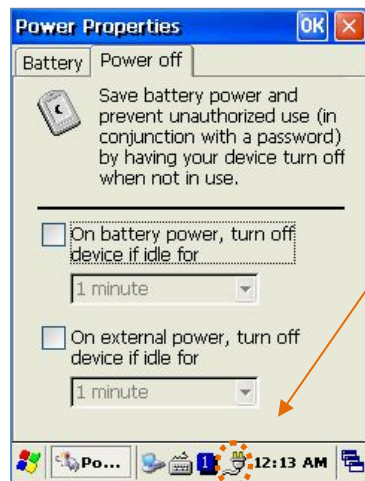 Power Properties OK
Battery Power off
Save battery power and
prevent unauthorized use (in
conjunction with a password)
by having your device turn off
when not in use.
On battery power, turn off
device if idle for
1 minute
On external power, turn off
device if idle for
1 minute
Po... 1 12:13 AM